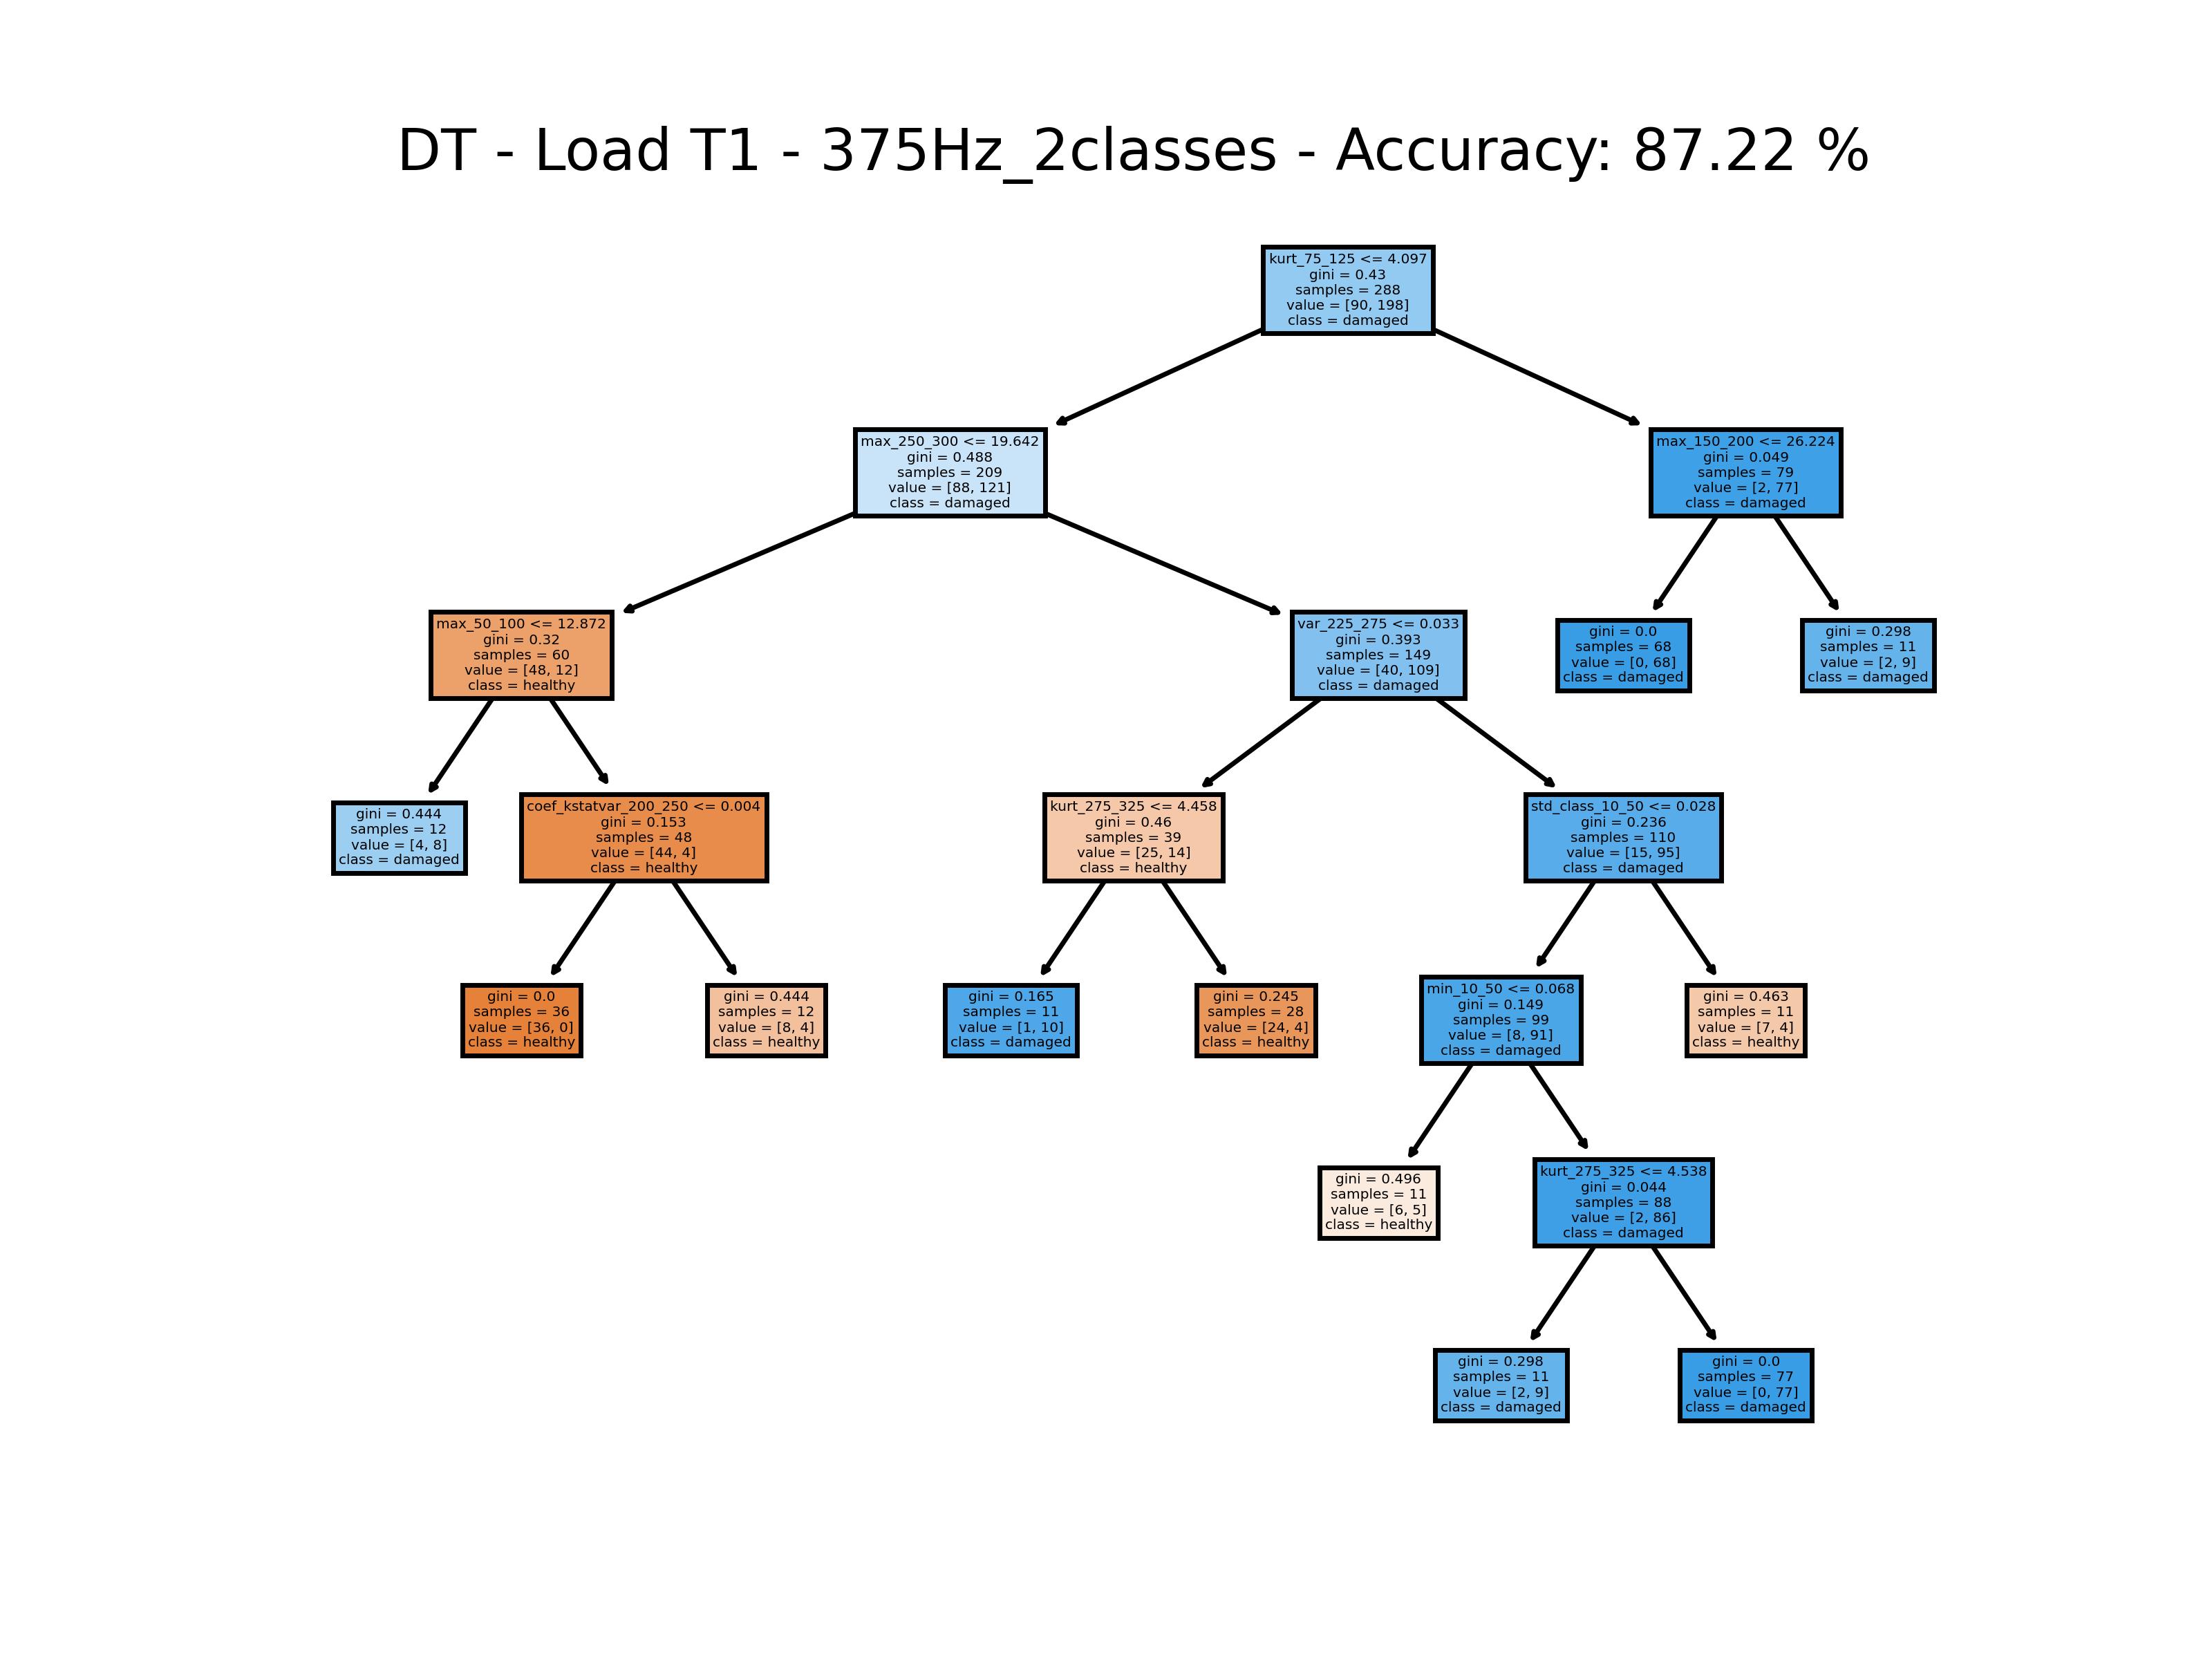 DT - Load T1 - 375Hz_2classes - Accuracy: 87.22 %
kurt_75_125 <= 4.097
gini = 0.43
samples = 288
value = [90, 198]
class = damaged
max_250_300 <= 19.642
gini = 0.488
samples = 209
value = [88, 121]
class = damaged
max_150_200 <= 26.224
gini = 0.049
samples = 79
value = [2, 77]
class = damaged
max_50_100 <= 12.872
gini = 0.32
samples = 60
value = [48, 12]
class = healthy
var_225_275 <= 0.033
gini = 0.393
samples = 149
value = [40, 109]
class = damaged
gini = 0.0
samples = 68
value = [0, 68]
class = damaged
gini = 0.298
samples = 11
value = [2, 9]
class = damaged
gini = 0.444
samples = 12
value = [4, 8]
class = damaged
coef_kstatvar_200_250 <= 0.004
gini = 0.153
samples = 48
value = [44, 4]
class = healthy
kurt_275_325 <= 4.458
gini = 0.46
samples = 39
value = [25, 14]
class = healthy
std_class_10_50 <= 0.028
gini = 0.236
samples = 110
value = [15, 95]
class = damaged
gini = 0.0
samples = 36
value = [36, 0]
class = healthy
gini = 0.444
samples = 12
value = [8, 4]
class = healthy
gini = 0.165
samples = 11
value = [1, 10]
class = damaged
gini = 0.245
samples = 28
value = [24, 4]
class = healthy
min_10_50 <= 0.068
gini = 0.149
samples = 99
value = [8, 91]
class = damaged
gini = 0.463
samples = 11
value = [7, 4]
class = healthy
gini = 0.496
samples = 11
value = [6, 5]
class = healthy
kurt_275_325 <= 4.538
gini = 0.044
samples = 88
value = [2, 86]
class = damaged
gini = 0.298
samples = 11
value = [2, 9]
class = damaged
gini = 0.0
samples = 77
value = [0, 77]
class = damaged